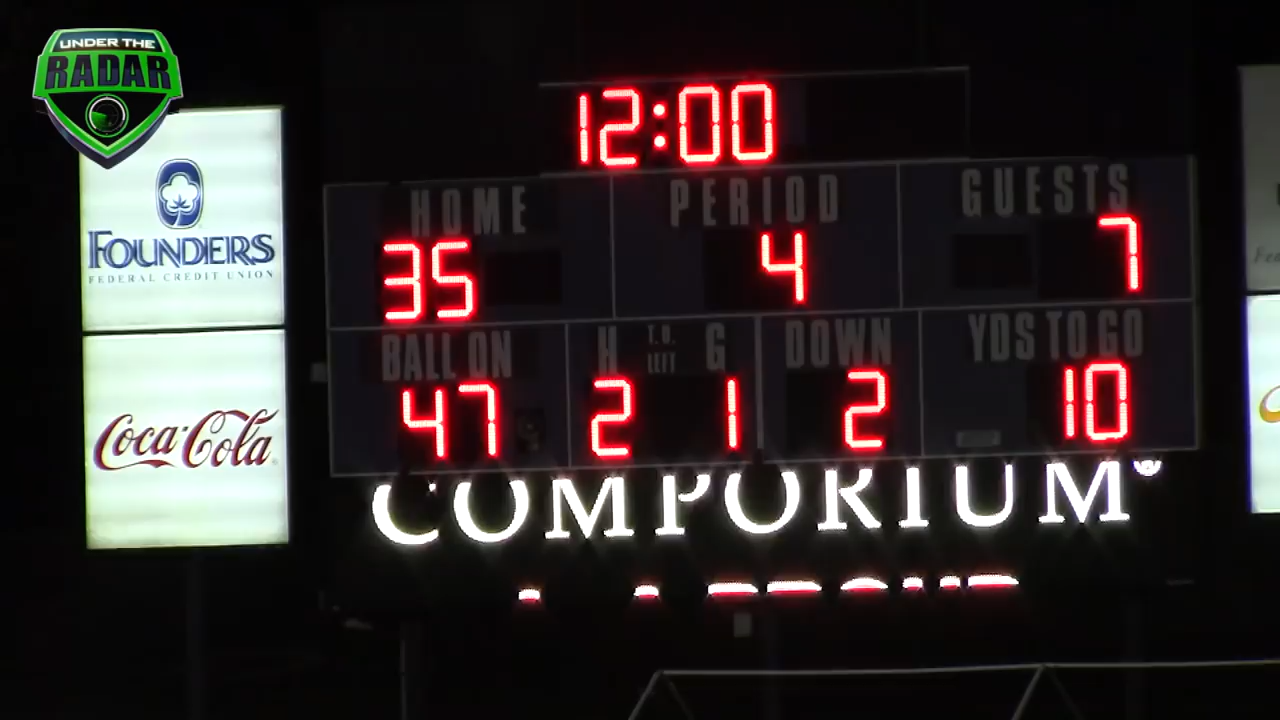 UNDER THE
RADAR
12:00
HOME PERIOD GUESTS
35 4 7
BALL ON H T.O. LEFT G DOWN YDS TO GO
47 2 1 2 10
FOUNDERS
FEDERAL CREDIT UNION
Coca-Cola
COMPORIUM